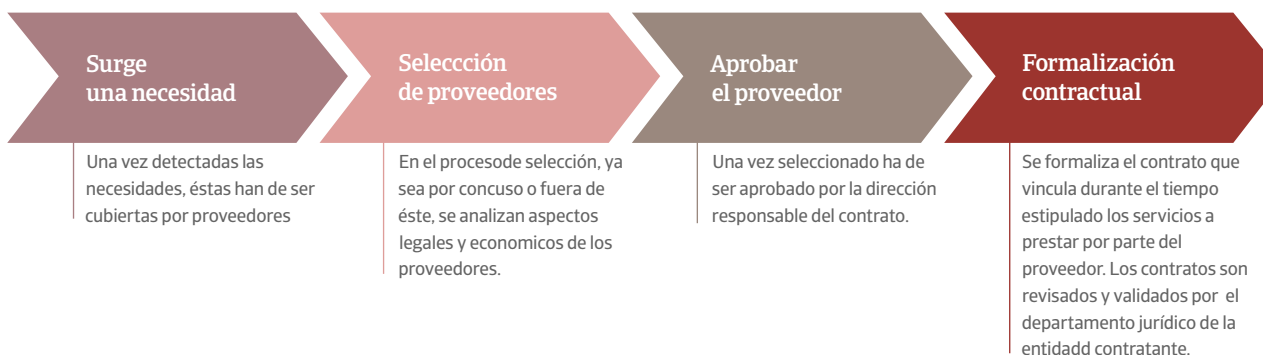 Surge
una necesidad
Una vez detectadas las
necesidades, éstas han de ser
cubiertas por proveedores
Seleccción
de proveedores
En el procesode selección, ya
sea por concuso o fuera de
éste, se analizan aspectos
legales y economicos de los
proveedores.
Aprobar
el proveedor
Una vez seleccionado ha de
ser aprobado por la dirección
responsable del contrato.
Formalización
contractual
Se formaliza el contrato que
vincula durante el tiempo
estipulado los servicios a
prestar por parte del
proveedor. Los contratos son
revisados y validados por el
departamento jurídico de la
entidadd contratante.